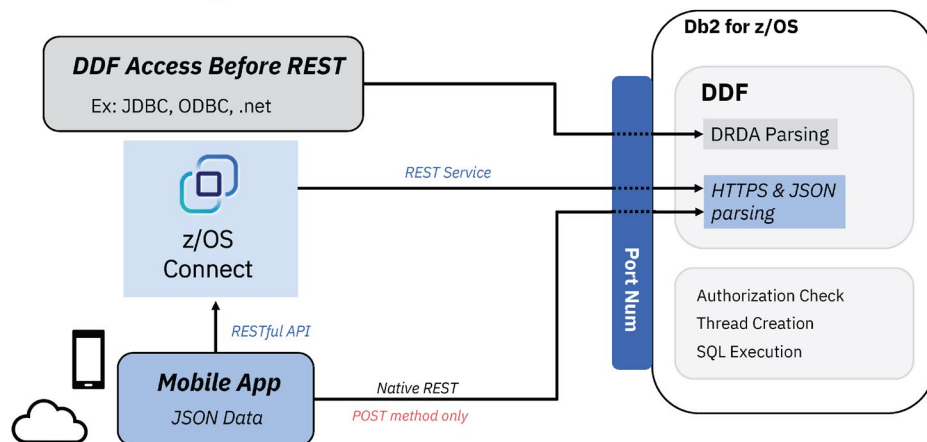 Db2 for z/OS
DDF Access Before REST
Ex: JDBC, ODBC, .net
DDF
DRDA Parsing
REST Service
HTTPS & JSON
parsing
z/OS
Connect
Port Num
Authorization Check
Thread Creation
SQL Execution
RESTful API
Mobile App
JSON Data
Native REST
POST method only